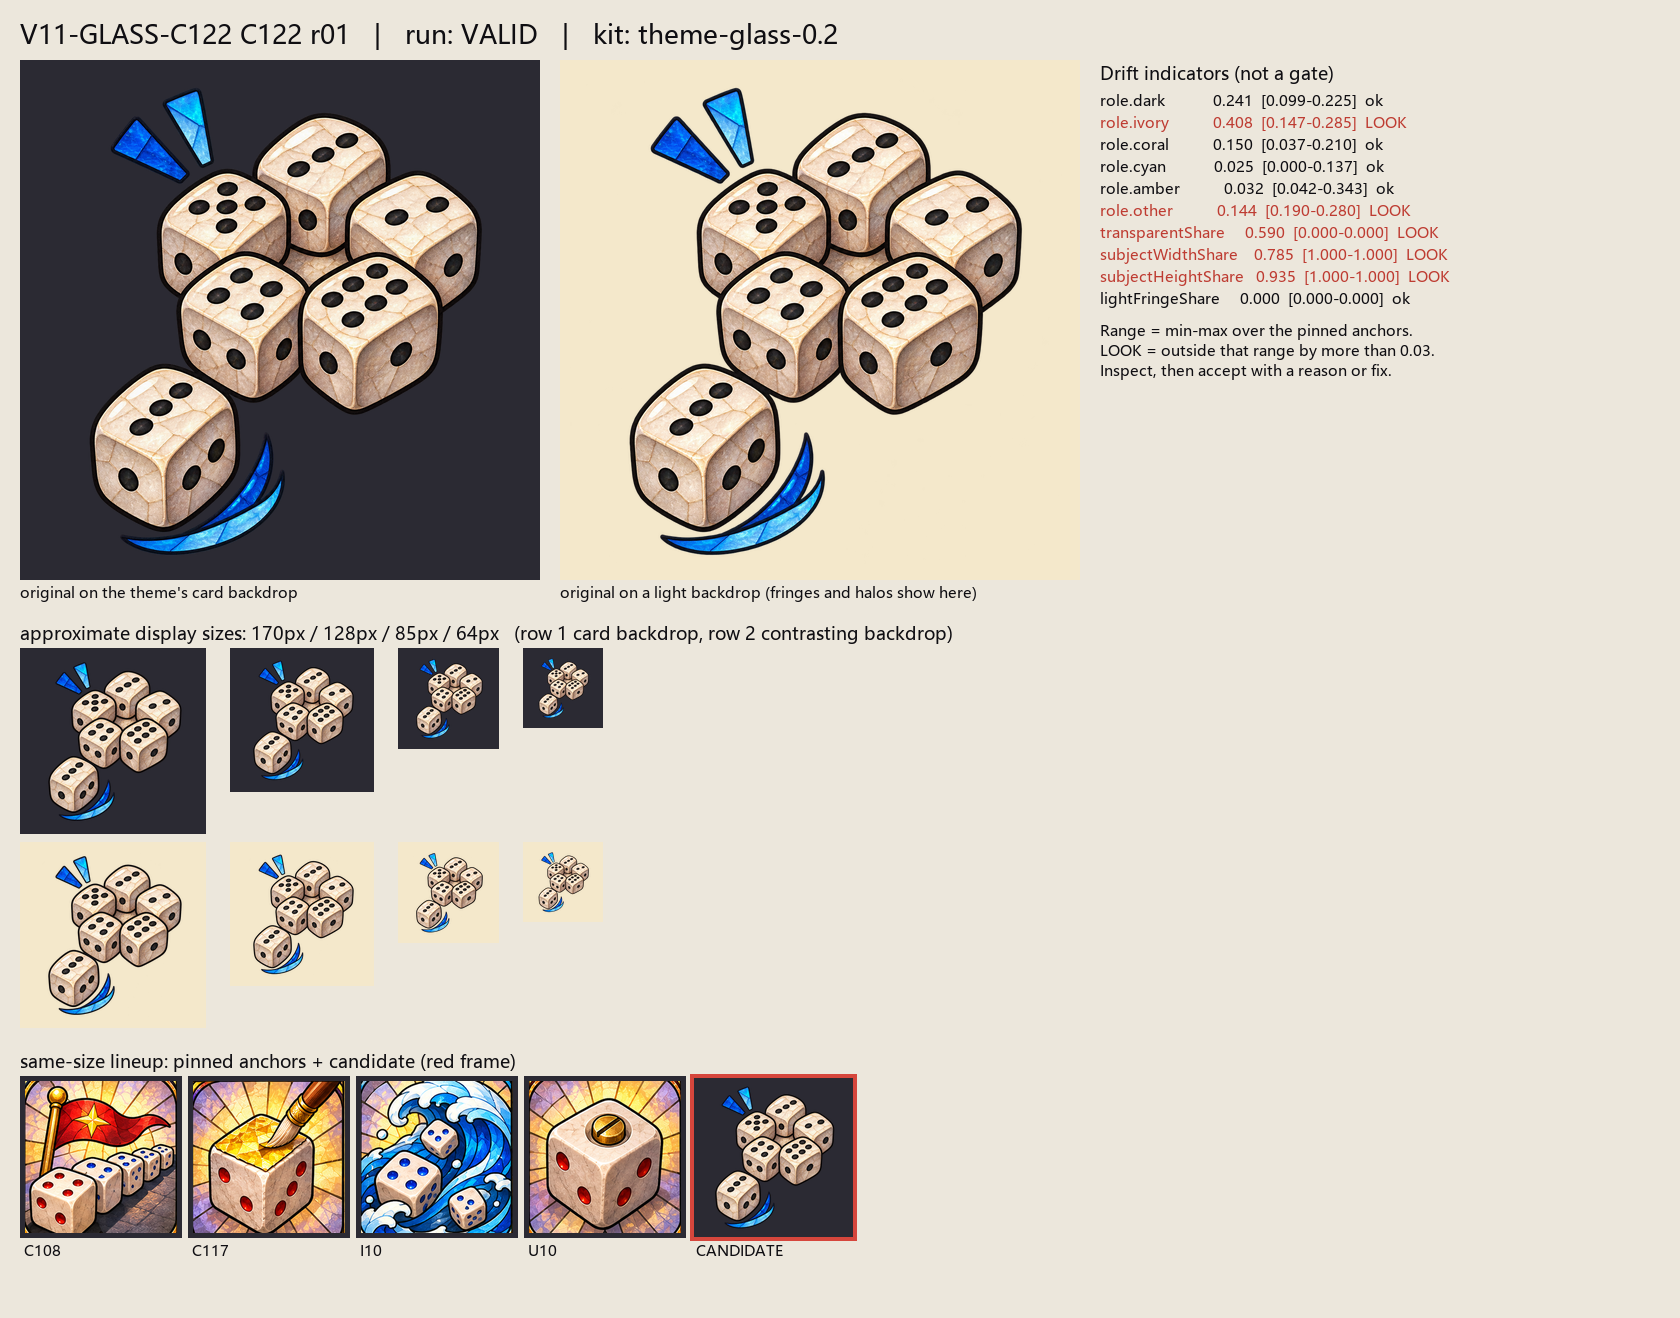 V11-GLASS-C122 C122 r01 | run: VALID | kit: theme-glass-0.2
Drift indicators (not a gate)
role.dark 0.241 [0.099-0.225] ok
role.ivory 0.408 [0.147-0.285] LOOK
role.coral 0.150 [0.037-0.210] ok
role.cyan 0.025 [0.000-0.137] ok
role.amber 0.032 [0.042-0.343] ok
role.other 0.144 [0.190-0.280] LOOK
transparentShare 0.590 [0.000-0.000] LOOK
subjectWidthShare 0.785 [1.000-1.000] LOOK
subjectHeightShare 0.935 [1.000-1.000] LOOK
lightFringeShare 0.000 [0.000-0.000] ok
Range = min-max over the pinned anchors.
LOOK = outside that range by more than 0.03.
Inspect, then accept with a reason or fix.
original on the theme's card backdrop
original on a light backdrop (fringes and halos show here)
approximate display sizes: 170px / 128px / 85px / 64px (row 1 card backdrop, row 2 contrasting backdrop)
same-size lineup: pinned anchors + candidate (red frame)
C108
C117
I10
U10
CANDIDATE